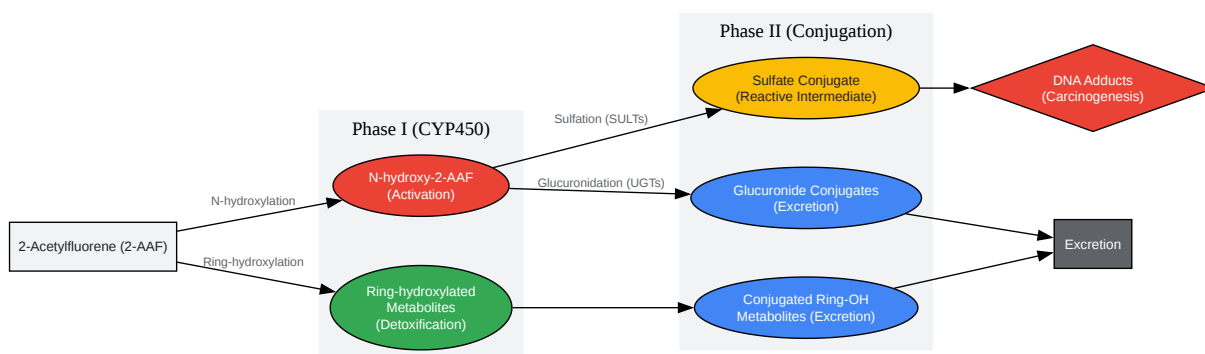 Phase II (Conjugation)
Sulfate Conjugate
(Reactive Intermediate)
DNA Adducts
(Carcinogenesis)
Sulfation (SULTs)
Phase I (CYP450)
N-hydroxy-2-AAF
(Activation)
Glucuronidation (UGTs)
Glucuronide Conjugates
(Excretion)
N-hydroxylation
2-Acetylfluorene (2-AAF)
Excretion
Ring-hydroxylation
Ring-hydroxylated
Metabolites
(Detoxification)
Conjugated Ring-OH
Metabolites (Excretion)